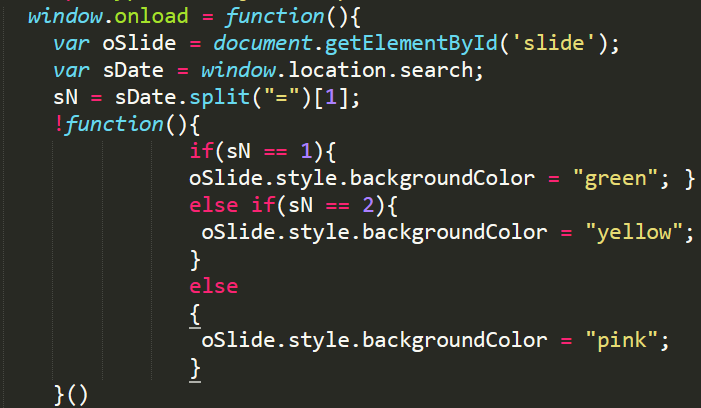 window.onload = function(){
var oSlide = document.getElementById('slide');
var sDate = window.location.search;
sN = sDate.split("=")[1];
!function(){
if(sN == 1){
oSlide.style.backgroundColor = "green"; }
else if(sN == 2){
oSlide.style.backgroundColor = "yellow";
}
else
{
oSlide.style.backgroundColor = "pink";
}
}()